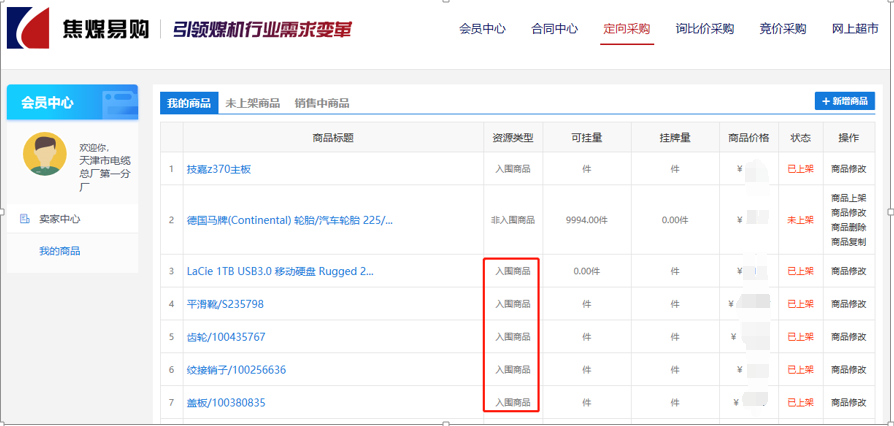 焦煤易购 引领煤机行业需求变革
会员中心 合同中心 定向采购 询比价采购 竞价采购 网上超市
会员中心
欢迎你,
天津市电缆
总厂第一分
厂
卖家中心
我的商品
我的商品 未上架商品 销售中商品 + 新增商品
商品标题 资源类型 可挂量 挂牌量 商品价格 状态 操作
1 技嘉z370主板 入围商品 件 件 ¥ 已上架 商品修改
2 德国马牌(Continental) 轮胎/汽车轮胎 225/... 非入围商品 9994.00件 0.00件 ¥ 未上架 商品上架
商品修改
商品删除
商品复制
3 LaCie 1TB USB3.0 移动硬盘 Rugged 2... 入围商品 0.00件 件 ¥ 已上架 商品修改
4 平滑靴/S235798 入围商品 件 件 ¥ 已上架 商品修改
5 齿轮/100435767 入围商品 件 件 ¥ 已上架 商品修改
6 绞接销子/100256636 入围商品 件 件 ¥ 已上架 商品修改
7 盖板/100380835 入围商品 件 件 ¥ 已上架 商品修改